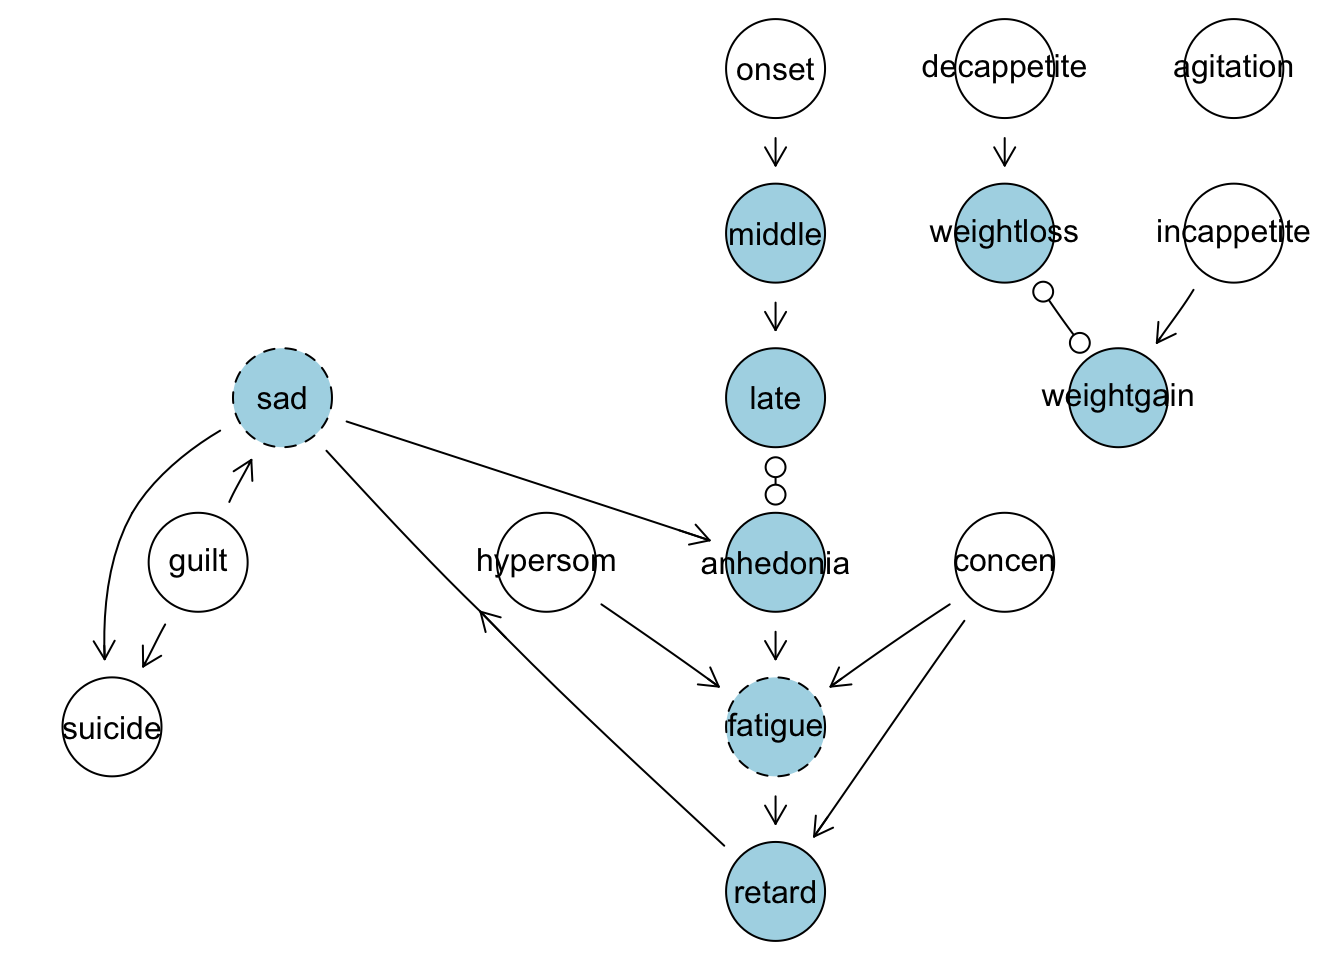 onset
decappetite
agitation
middle
weightloss
incappetite
sad
late
weightgain
guilt
hypersom
anhedonia
concen
suicide
fatigue
retard